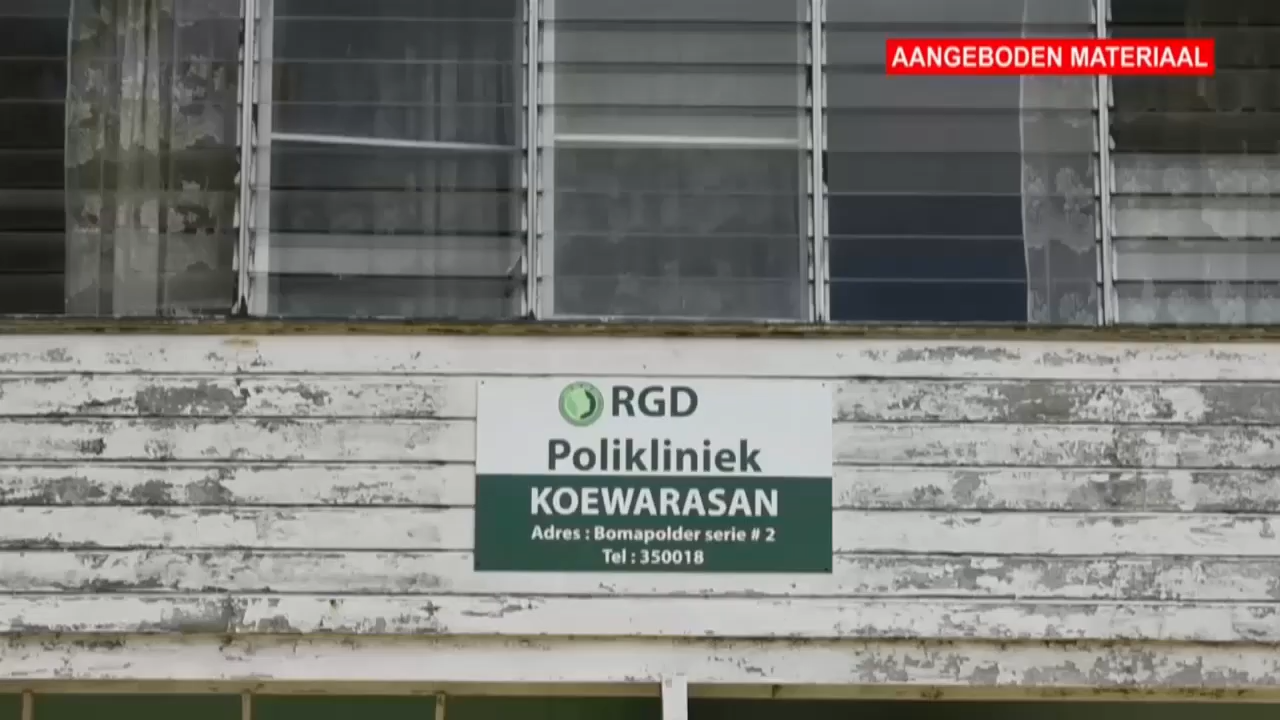 AANGEBODEN MATERIAAL
RGD
Polikliniek
KOEWARASAN
Adres : Bomapolder serie # 2
Tel : 350018